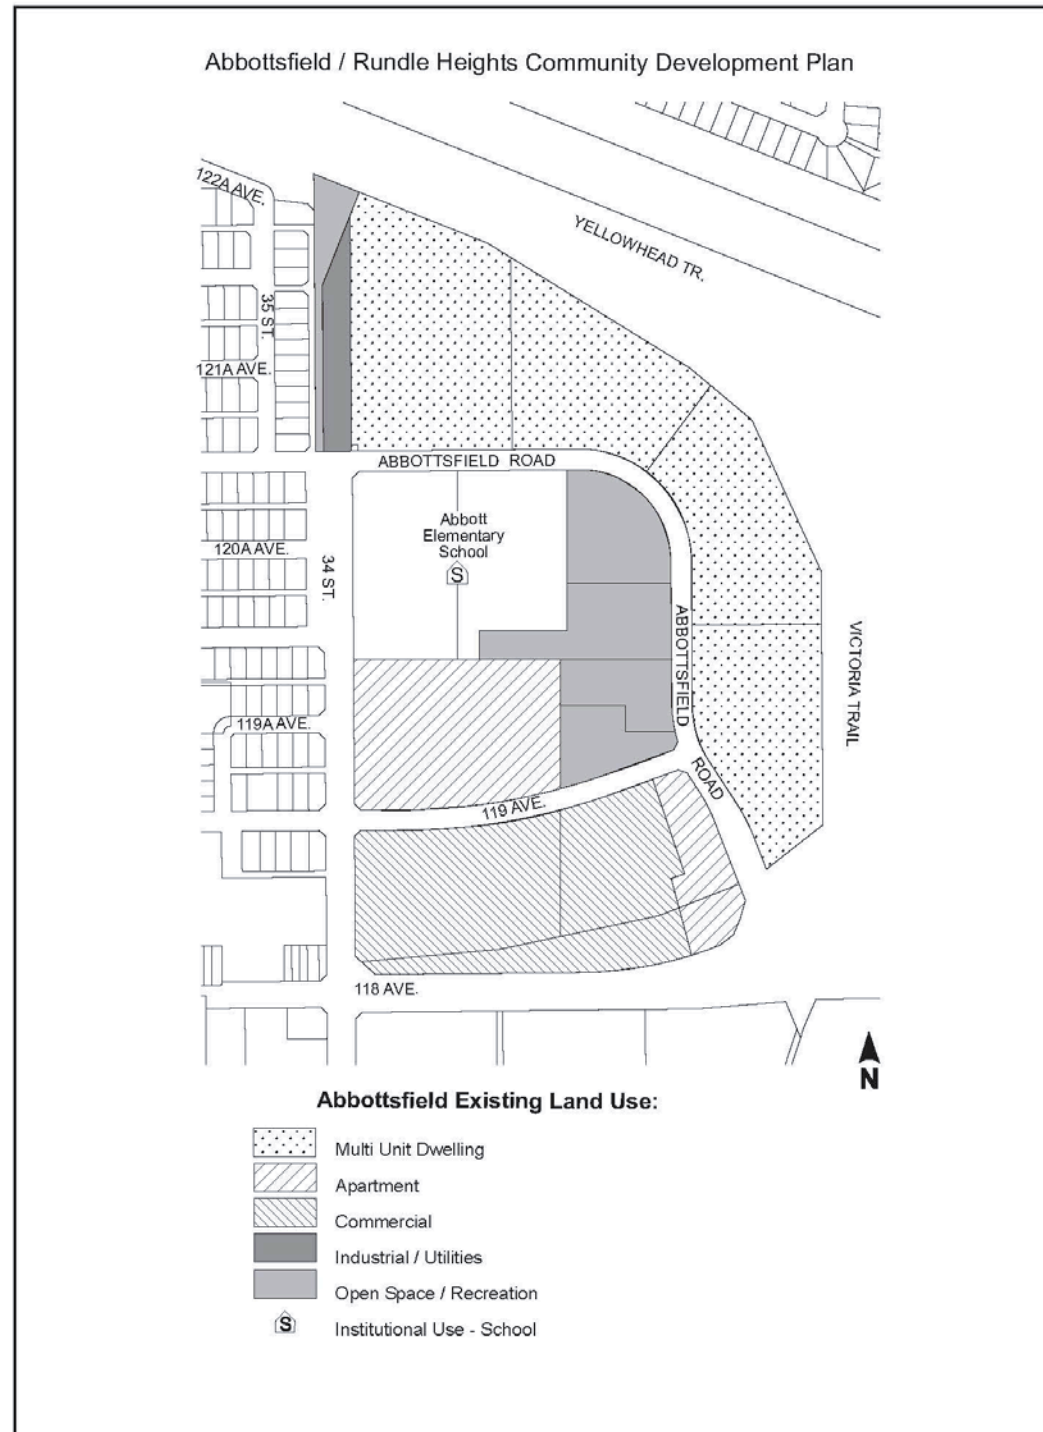 Abbottsfield / Rundle Heights Community Development Plan
122A AVE.
YELLOWHEAD TR.
35 ST.
121A AVE.
ABBOTTSFIELD ROAD
Abbott
Elementary
School
S
120A AVE.
34 ST.
ABBOTTSFIELD
ROAD
VICTORIA TRAIL
119A AVE.
119 AVE.
118 AVE.
N
Abbottsfield Existing Land Use:
Multi Unit Dwelling
Apartment
Commercial
Industrial / Utilities
Open Space / Recreation
S
Institutional Use - School